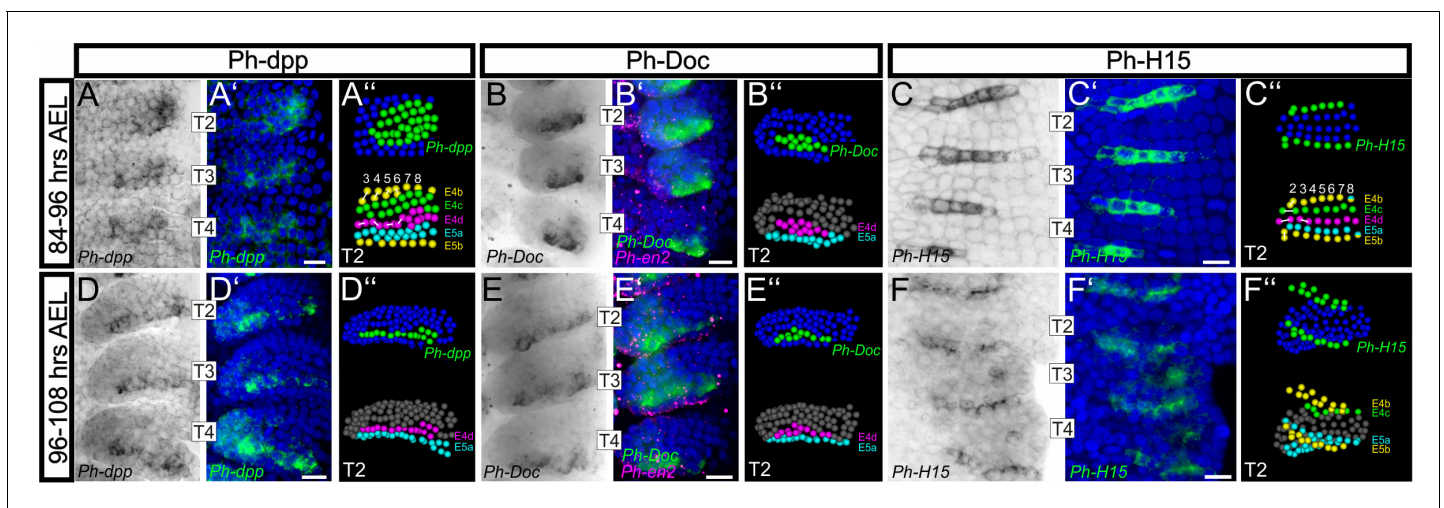 Ph-dpp
Ph-Doc
Ph-H15
84-96 hrs AEL
A
A‘
A“
B
B‘
B“
C
C‘
C“
T2
T3
T4
Ph-dpp
Ph-dpp
Ph-dpp
3 4 5 6 7 8
E4b
E4c
E4d
E5a
E5b
T2
T2
T3
T4
Ph-Doc
Ph-Doc
Ph-en2
Ph-Doc
E4d
E5a
T2
T2
T3
T4
Ph-H15
Ph-H15
Ph-H15
2 3 4 5 6 7 8
E4b
E4c
E4d
E5a
E5b
T2
96-108 hrs AEL
D
D‘
D“
E
E‘
E“
F
F‘
F“
T2
T3
T4
Ph-dpp
Ph-dpp
Ph-dpp
E4d
E5a
T2
T2
T3
T4
Ph-Doc
Ph-Doc
Ph-en2
Ph-Doc
E4d
E5a
T2
T2
T3
T4
Ph-H15
Ph-H15
Ph-H15
E4b
E4c
E5a
E5b
T2